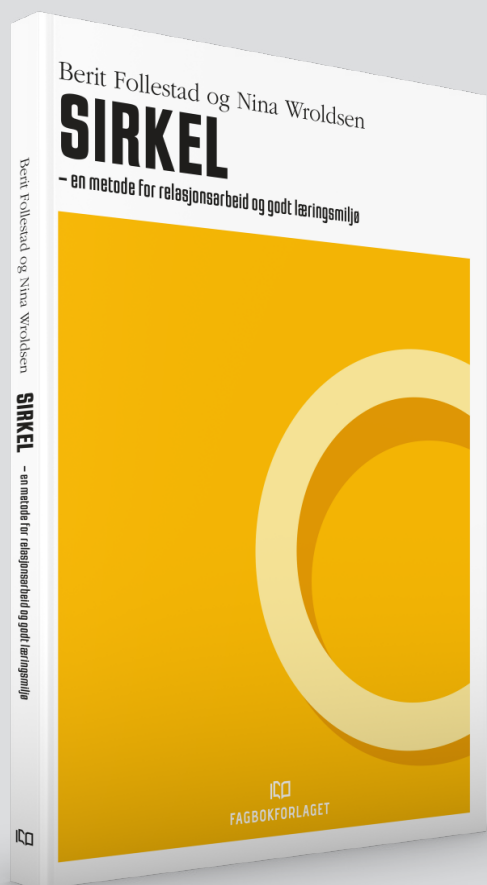 Berit Follestad og Nina Wroldsen
SIRKEL
– en metode for relasjonsarbeid og godt læringsmiljø
FAGBOKFORLAGET
Berit Follestad og Nina Wroldsen SIRKEL – en metode for relasjonsarbeid og godt læringsmiljø